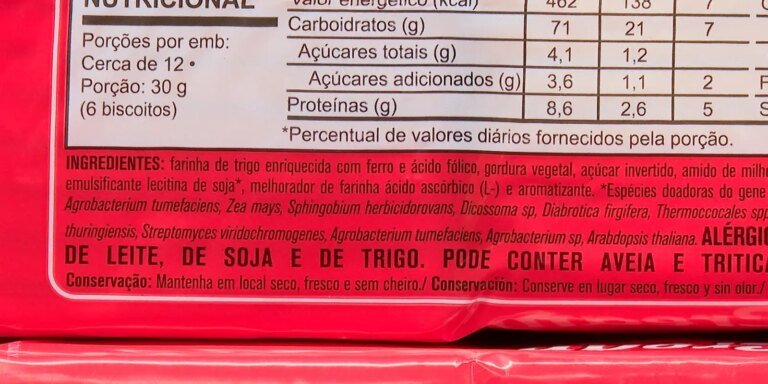 NUTRICIONAL
Valor energético (kcal) 462 138 7
Carboidratos (g) 71 21 7
Porções por emb:
Cerca de 12 •
Porção: 30 g
(6 biscoitos)
Açúcares totais (g) 4,1 1,2
Açúcares adicionados (g) 3,6 1,1 2
Proteínas (g) 8,6 2,6 5
*Percentual de valores diários fornecidos pela porção.
INGREDIENTES: farinha de trigo enriquecida com ferro e ácido fólico, gordura vegetal, açúcar invertido, amido de milh
emulsificante lecitina de soja*, melhorador de farinha ácido ascórbico (L-) e aromatizante. *Espécies doadoras do gene
Agrobacterium tumefaciens, Zea mays, Sphingobium herbicidorovans, Dicossoma sp, Diabrotica firgifera, Thermoccocales spp
thuringiensis, Streptomyces viridochromogenes, Agrobacterium tumefaciens, Agrobacterium sp, Arabdopsis thaliana. ALÉRGIC
DE LEITE, DE SOJA E DE TRIGO. PODE CONTER AVEIA E TRITICA
Conservação: Mantenha em local seco, fresco e sem cheiro./ Conservación: Conserve en lugar seco, fresco y sin olor./